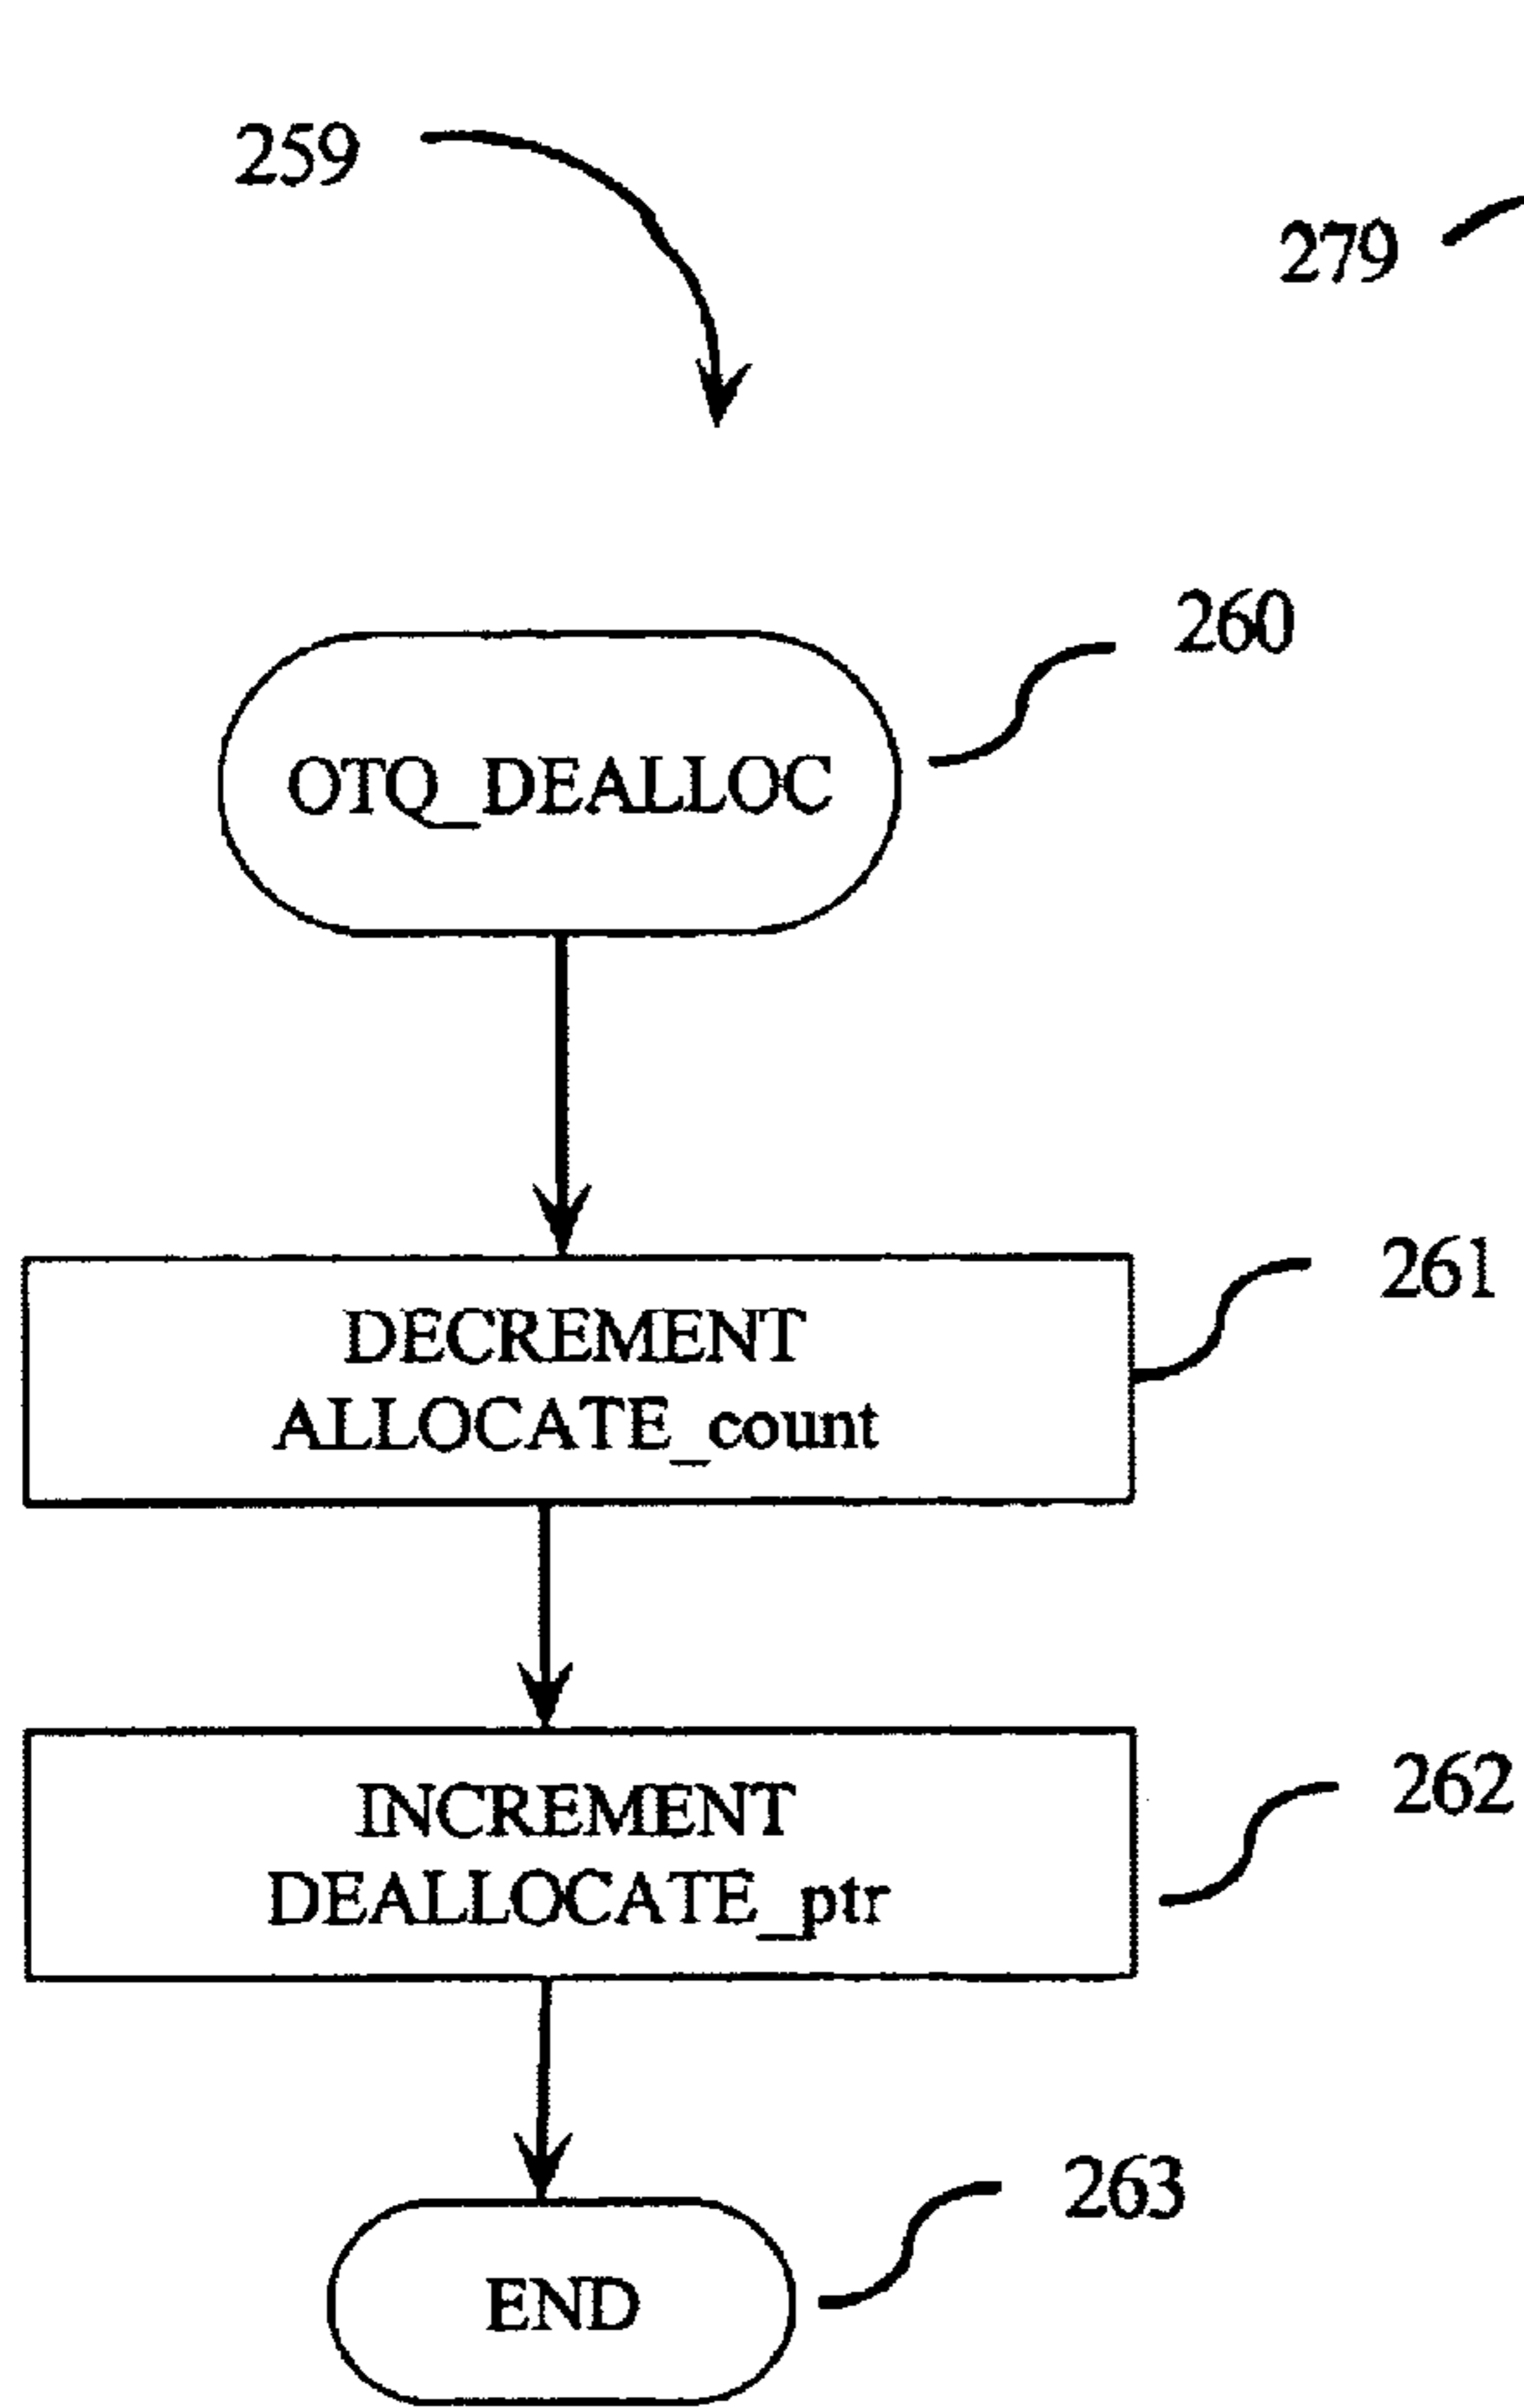 259
279
260
OTQ_DEALLOC
261
DECREMENT
ALLOCATE_count
262
INCREMENT
DEALLOCATE_ptr
263
END